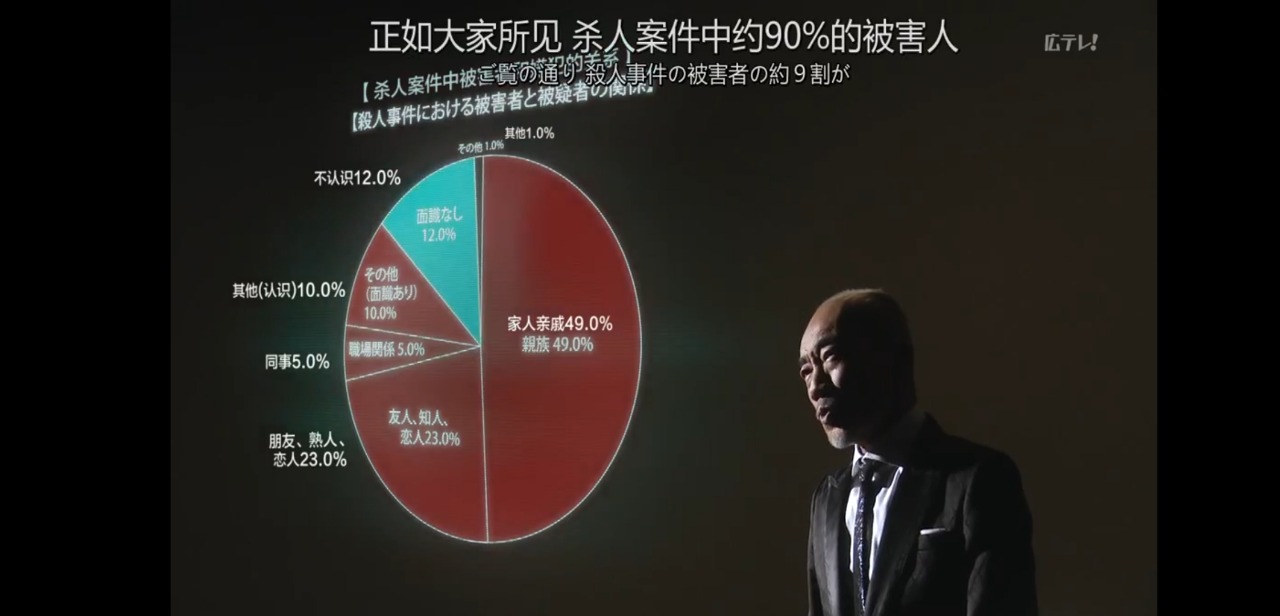 正如大家所见 杀人案件中约90%的被害人
広テレ!
ご覧の通り 殺人事件の被害者の約９割が
【殺人事件における被害者と被疑者の関係】
その他 1.0%
其他1.0%
不认识12.0%
面識なし
12.0%
其他(认识)10.0%
その他
(面識あり)
10.0%
家人亲戚49.0%
親族 49.0%
同事5.0%
職場関係 5.0%
朋友、熟人、
恋人23.0%
友人、知人、
恋人23.0%